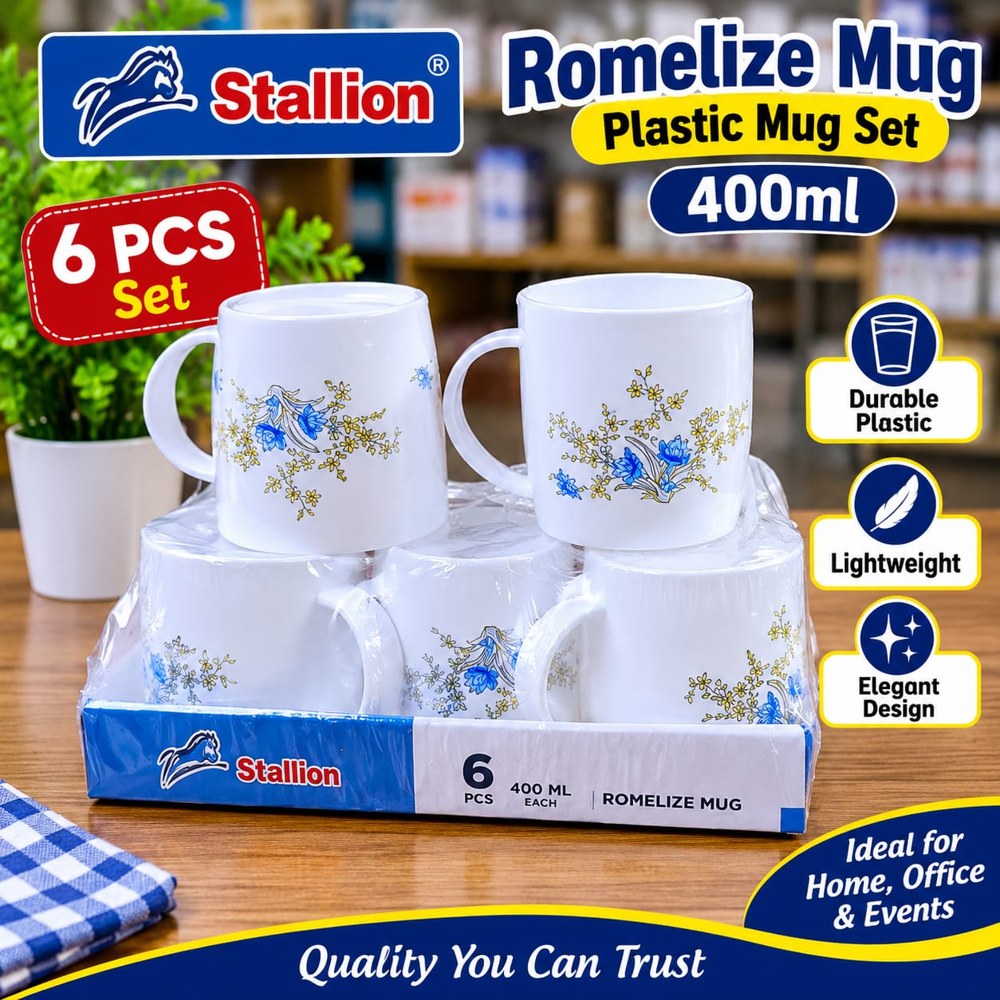 Stallion®
Romelize Mug
Plastic Mug Set
400ml
6 PCS
Set
Durable
Plastic
Lightweight
Elegant
Design
Stallion
6
PCS
400 ML
EACH
ROMELIZE MUG
Ideal for
Home, Office
& Events
Quality You Can Trust